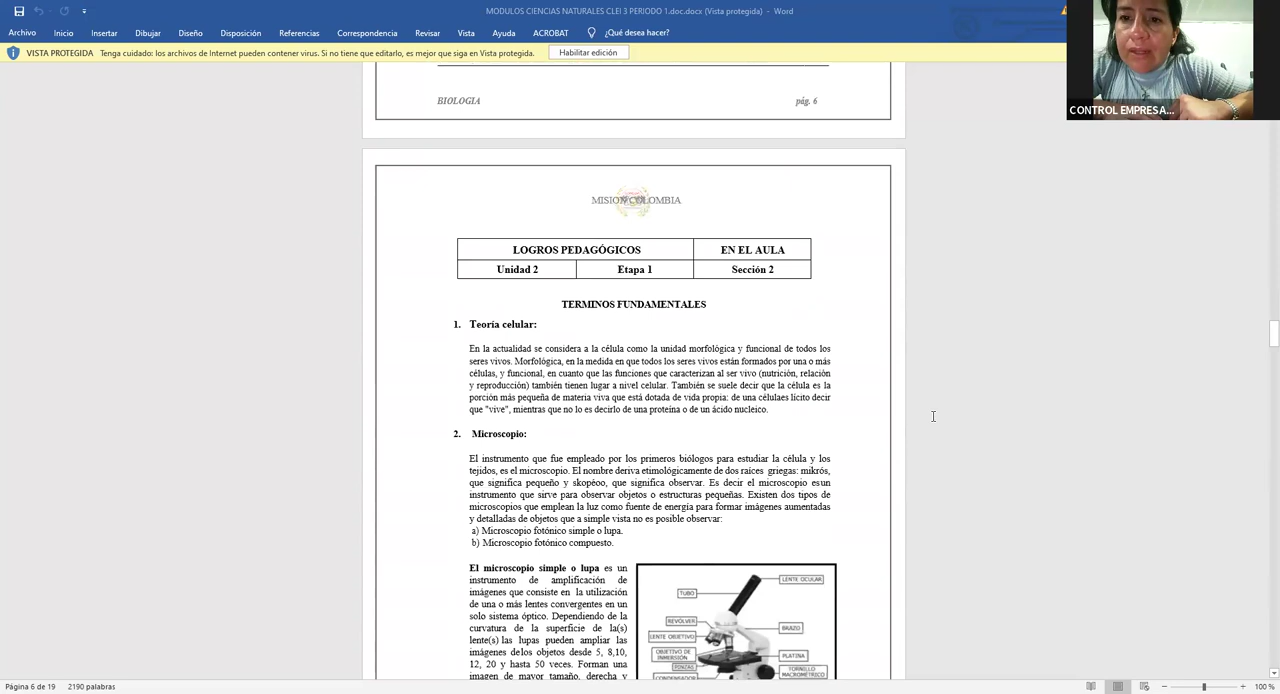 MODULOS CIENCIAS NATURALES CLEI 3 PERIODO 1.doc.docx (Vista protegida) - Word
Archivo Inicio Insertar Dibujar Diseño Disposición Referencias Correspondencia Revisar Vista Ayuda ACROBAT ¿Qué desea hacer?
VISTA PROTEGIDA Tenga cuidado: los archivos de Internet pueden contener virus. Si no tiene que editarlo, es mejor que siga en Vista protegida. Habilitar edición
CONTROL EMPRESA...
BIOLOGIA pág. 6
MISION COLOMBIA
LOGROS PEDAGÓGICOS EN EL AULA
Unidad 2 Etapa 1 Sección 2
TERMINOS FUNDAMENTALES
1. Teoría celular:
En la actualidad se considera a la célula como la unidad morfológica y funcional de todos los
seres vivos. Morfológica, en la medida en que todos los seres vivos están formados por una o más
células, y funcional, en cuanto que las funciones que caracterizan al ser vivo (nutrición, relación
y reproducción) también tienen lugar a nivel celular. También se suele decir que la célula es la
porción más pequeña de materia viva que está dotada de vida propia: de una célulaes lícito decir
que "vive", mientras que no lo es decirlo de una proteína o de un ácido nucleico.
2. Microscopio:
El instrumento que fue empleado por los primeros biólogos para estudiar la célula y los
tejidos, es el microscopio. El nombre deriva etimológicamente de dos raíces griegas: mikrós,
que significa pequeño y skopéoo, que significa observar. Es decir el microscopio esun
instrumento que sirve para observar objetos o estructuras pequeñas. Existen dos tipos de
microscopios que emplean la luz como fuente de energía para formar imágenes aumentadas
y detalladas de objetos que a simple vista no es posible observar:
a) Microscopio fotónico simple o lupa.
b) Microscopio fotónico compuesto.
El microscopio simple o lupa es un
instrumento de amplificación de
imágenes que consiste en la utilización
de una o más lentes convergentes en un
solo sistema óptico. Dependiendo de la
curvatura de la superficie de la(s)
lente(s) las lupas pueden ampliar las
imágenes delos objetos desde 5, 8,10,
12, 20 y hasta 50 veces. Forman una
imagen de mayor tamaño, derecha y
LENTE OCULAR
TUBO
REVÓLVER
BRAZO
LENTE OBJETIVO
OBJETIVO DE
INMERSIÓN
PLATINA
PINZAS
TORNILLO
MACROMÉTRICO
CONDENSADOR
Página 6 de 19 2190 palabras 100 %